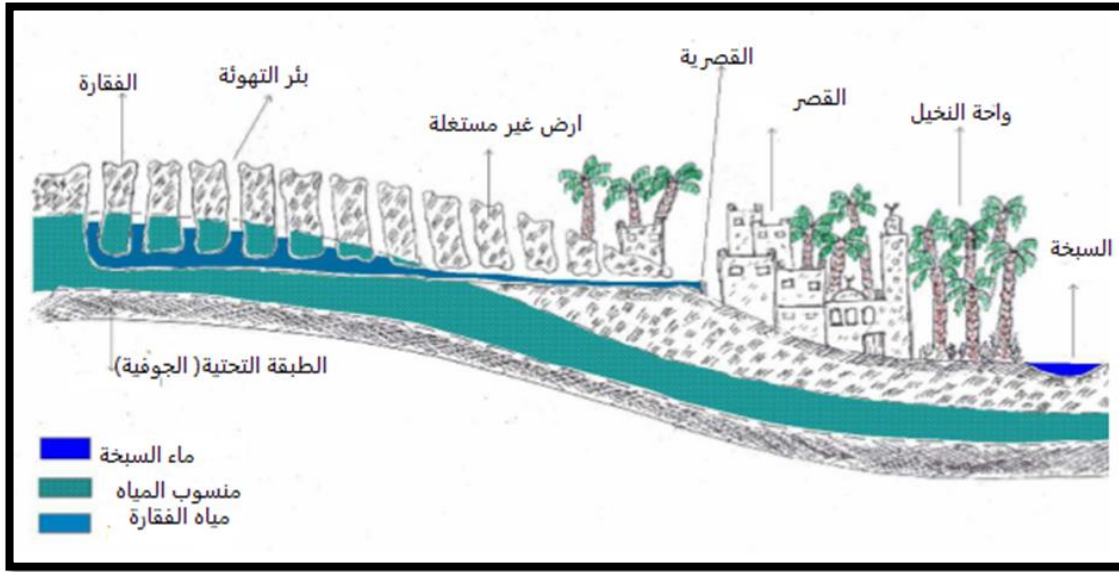 القصرية
بئر التهوئة
الفقارة
القصر
واحة النخيل
ارض غير مستغلة
السبخة
الطبقة التحتية( الجوفية)
ماء السبخة
منسوب المياه
مياه الفقارة